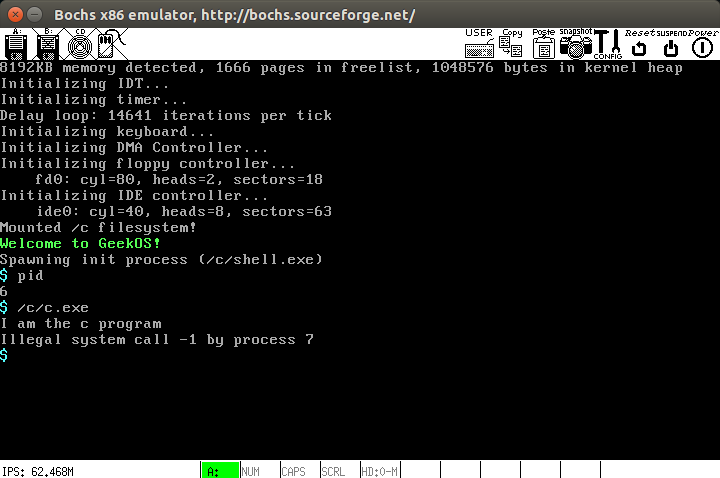 Bochs x86 emulator, http://bochs.sourceforge.net/
A: B: CD USER Copy Paste snapshot CONFIG Reset SUSPEND Power
8192KB memory detected, 1666 pages in freelist, 1048576 bytes in kernel heap
Initializing IDT...
Initializing timer...
Delay loop: 14641 iterations per tick
Initializing keyboard...
Initializing DMA Controller...
Initializing floppy controller...
fd0: cyl=80, heads=2, sectors=18
Initializing IDE controller...
ide0: cyl=40, heads=8, sectors=63
Mounted /c filesystem!
Welcome to GeekOS!
Spawning init process (/c/shell.exe)
$ pid
6
$ /c/c.exe
I am the c program
Illegal system call -1 by process 7
$
IPS: 62.468M A: NUM CAPS SCRL HD:0-M